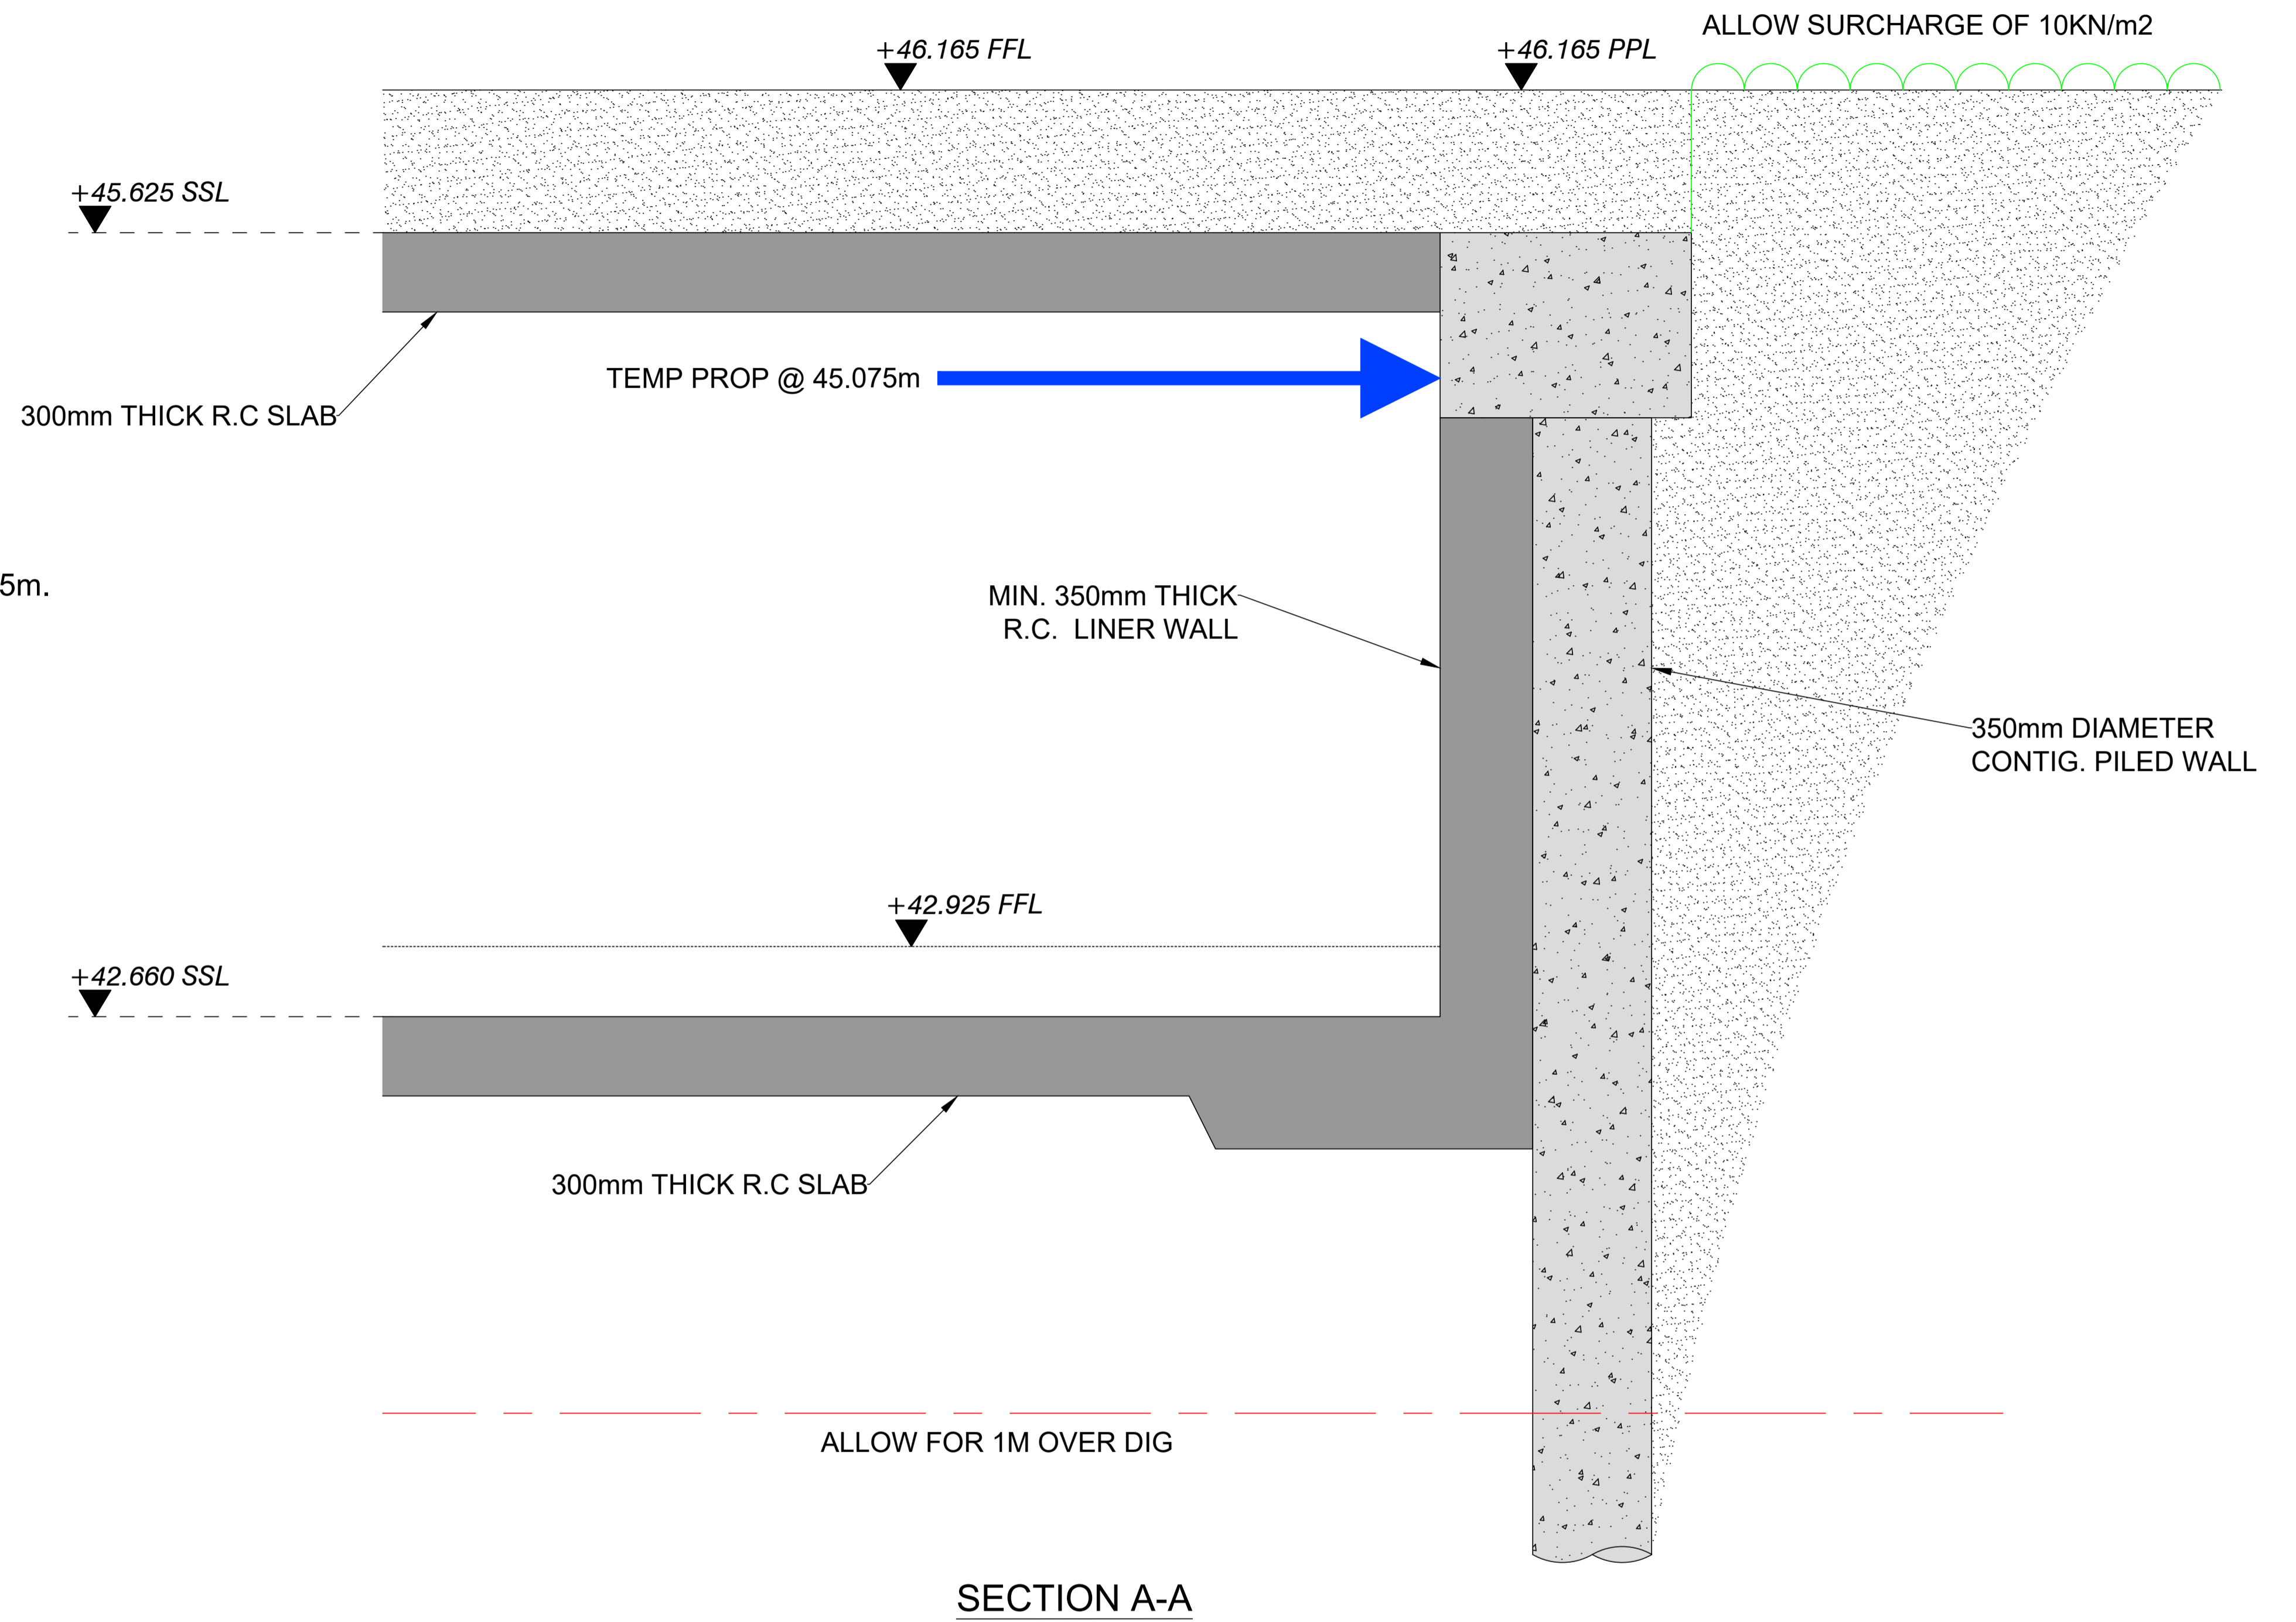 ALLOW SURCHARGE OF 10KN/m2
+46.165 FFL
+46.165 PPL
+45.625 SSL
TEMP PROP @ 45.075m
300mm THICK R.C SLAB
5m.
MIN. 350mm THICK
R.C. LINER WALL
350mm DIAMETER
CONTIG. PILED WALL
+42.925 FFL
+42.660 SSL
300mm THICK R.C SLAB
ALLOW FOR 1M OVER DIG
SECTION A-A